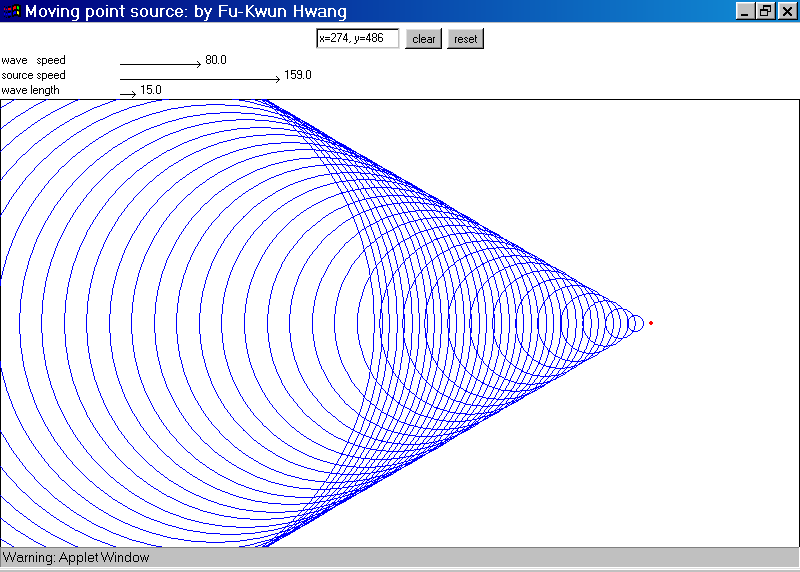 Moving point source: by Fu-Kwun Hwang
x=274, y=486 clear reset
wave speed 80.0
source speed 159.0
wave length 15.0
Warning: Applet Window